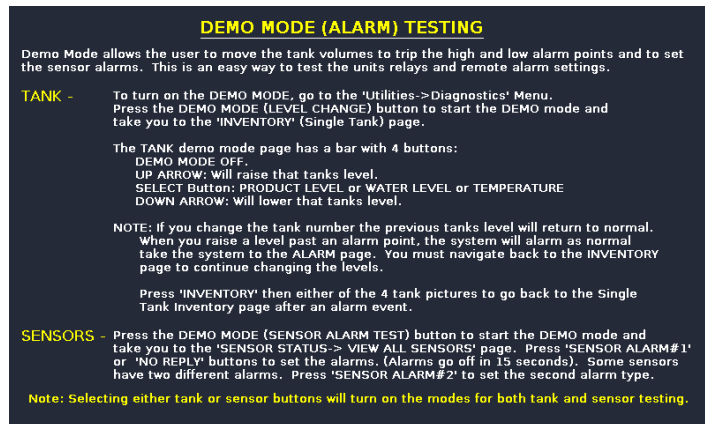 DEMO MODE (ALARM) TESTING
Demo Mode allows the user to move the tank volumes to trip the high and low alarm points and to set
the sensor alarms. This is an easy way to test the units relays and remote alarm settings.
TANK - To turn on the DEMO MODE, go to the 'Utilities->Diagnostics' Menu.
Press the DEMO MODE (LEVEL CHANGE) button to start the DEMO mode and
take you to the 'INVENTORY' (Single Tank) page.
The TANK demo mode page has a bar with 4 buttons:
DEMO MODE OFF.
UP ARROW: Will raise that tanks level.
SELECT Button: PRODUCT LEVEL or WATER LEVEL or TEMPERATURE
DOWN ARROW: Will lower that tanks level.
NOTE: If you change the tank number the previous tanks level will return to normal.
When you raise a level past an alarm point, the system will alarm as normal
take the system to the ALARM page. You must navigate back to the INVENTORY
page to continue changing the levels.
Press 'INVENTORY' then either of the 4 tank pictures to go back to the Single
Tank Inventory page after an alarm event.
SENSORS - Press the DEMO MODE (SENSOR ALARM TEST) button to start the DEMO mode and
take you to the 'SENSOR STATUS-> VIEW ALL SENSORS' page. Press 'SENSOR ALARM#1'
or 'NO REPLY' buttons to set the alarms. (Alarms go off in 15 seconds). Some sensors
have two different alarms. Press 'SENSOR ALARM#2' to set the second alarm type.
Note: Selecting either tank or sensor buttons will turn on the modes for both tank and sensor testing.